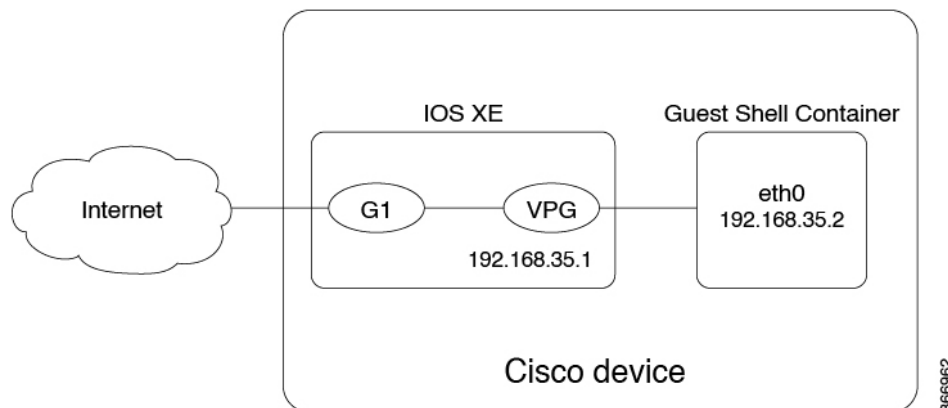 IOS XE
Guest Shell Container
Internet
G1
VPG
eth0
192.168.35.2
192.168.35.1
Cisco device
366962